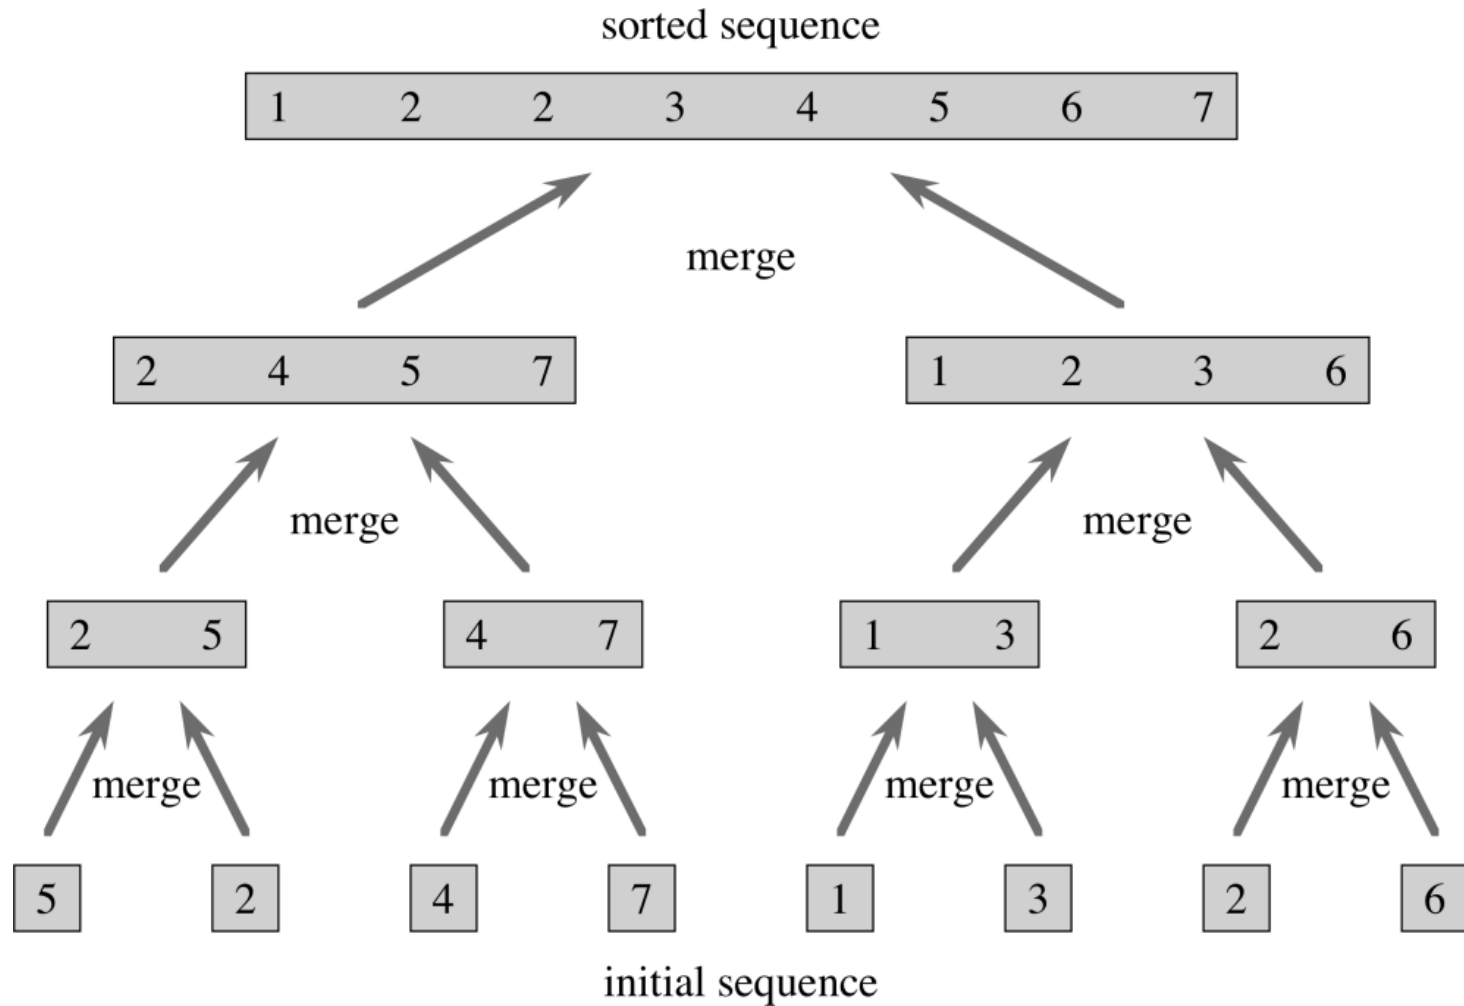 sorted sequence
1 2 2 3 4 5 6 7
merge
2 4 5 7 1 2 3 6
merge merge
2 5 4 7 1 3 2 6
merge merge merge merge
5 2 4 7 1 3 2 6
initial sequence